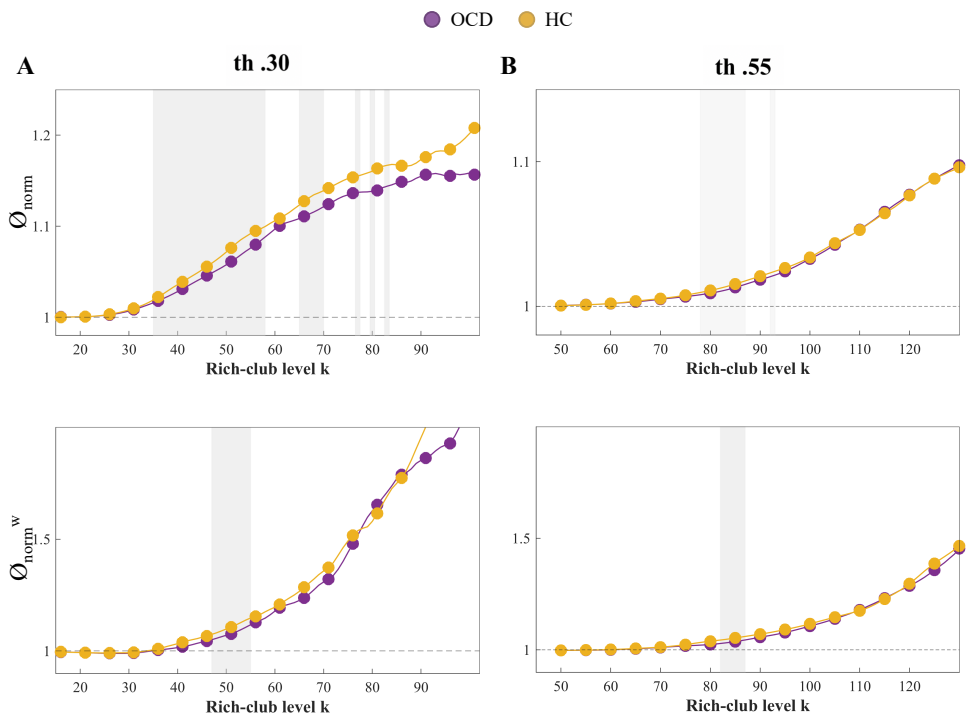 OCD HC
A th .30
B th .55
1.2
1.1
1
Ønorm
20 30 40 50 60 70 80 90
Rich-club level k
1.1
1
50 60 70 80 90 100 110 120
Rich-club level k
1.5
1
Ønorm w
20 30 40 50 60 70 80 90
Rich-club level k
1.5
1
50 60 70 80 90 100 110 120
Rich-club level k